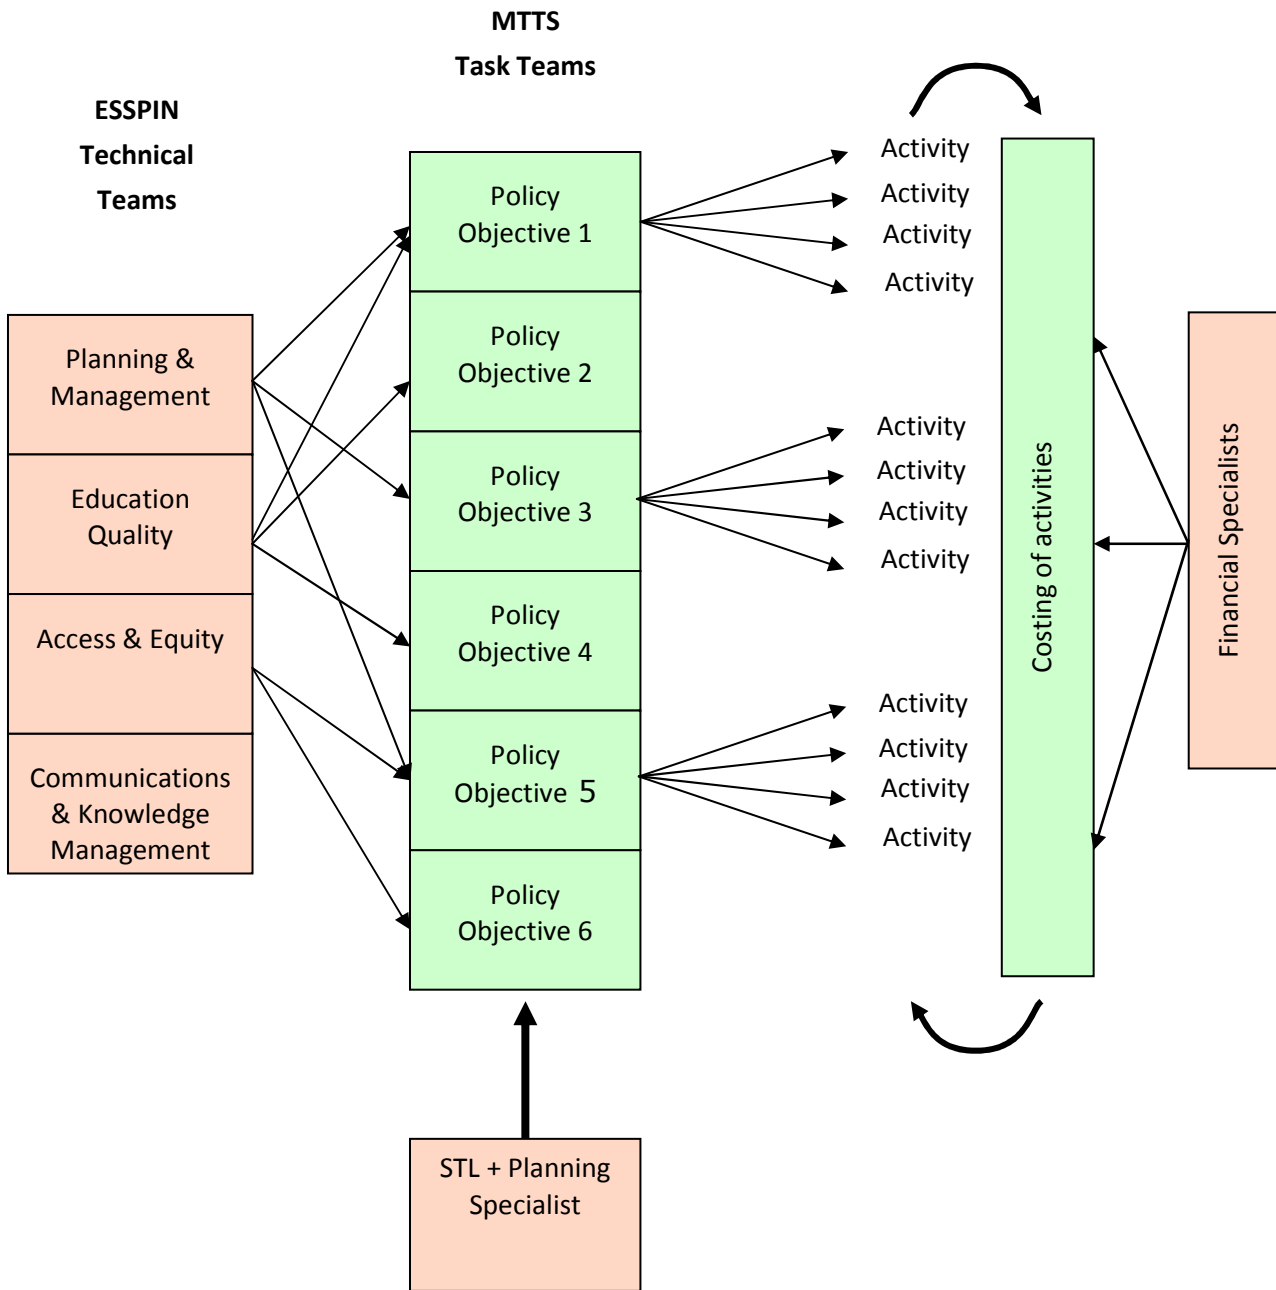 MTTS
Task Teams
ESSPIN
Technical
Teams
Planning &
Management
Education
Quality
Access & Equity
Communications
& Knowledge
Management
Policy
Objective 1
Policy
Objective 2
Policy
Objective 3
Policy
Objective 4
Policy
Objective 5
Policy
Objective 6
STL + Planning
Specialist
Activity
Activity
Activity
Activity
Activity
Activity
Activity
Activity
Activity
Activity
Activity
Activity
Costing of activities
Financial Specialists